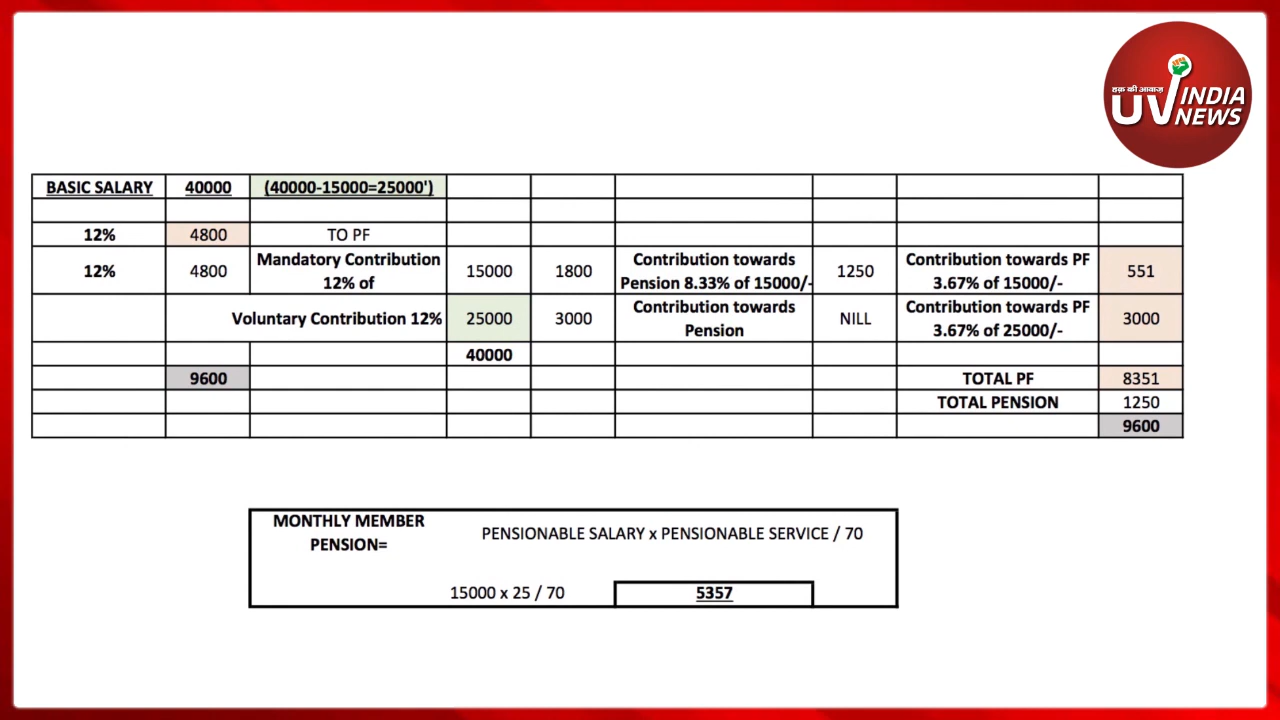 हक़ की आवाज़
UV INDIA NEWS
BASIC SALARY 40000 (40000-15000=25000')
12% 4800 TO PF
12% 4800 Mandatory Contribution 12% of 15000 1800 Contribution towards Pension 8.33% of 15000/- 1250 Contribution towards PF 3.67% of 15000/- 551
Voluntary Contribution 12% 25000 3000 Contribution towards Pension NILL Contribution towards PF 3.67% of 25000/- 3000
40000
9600 TOTAL PF 8351
TOTAL PENSION 1250
9600
MONTHLY MEMBER PENSION= PENSIONABLE SALARY x PENSIONABLE SERVICE / 70
15000 x 25 / 70 5357